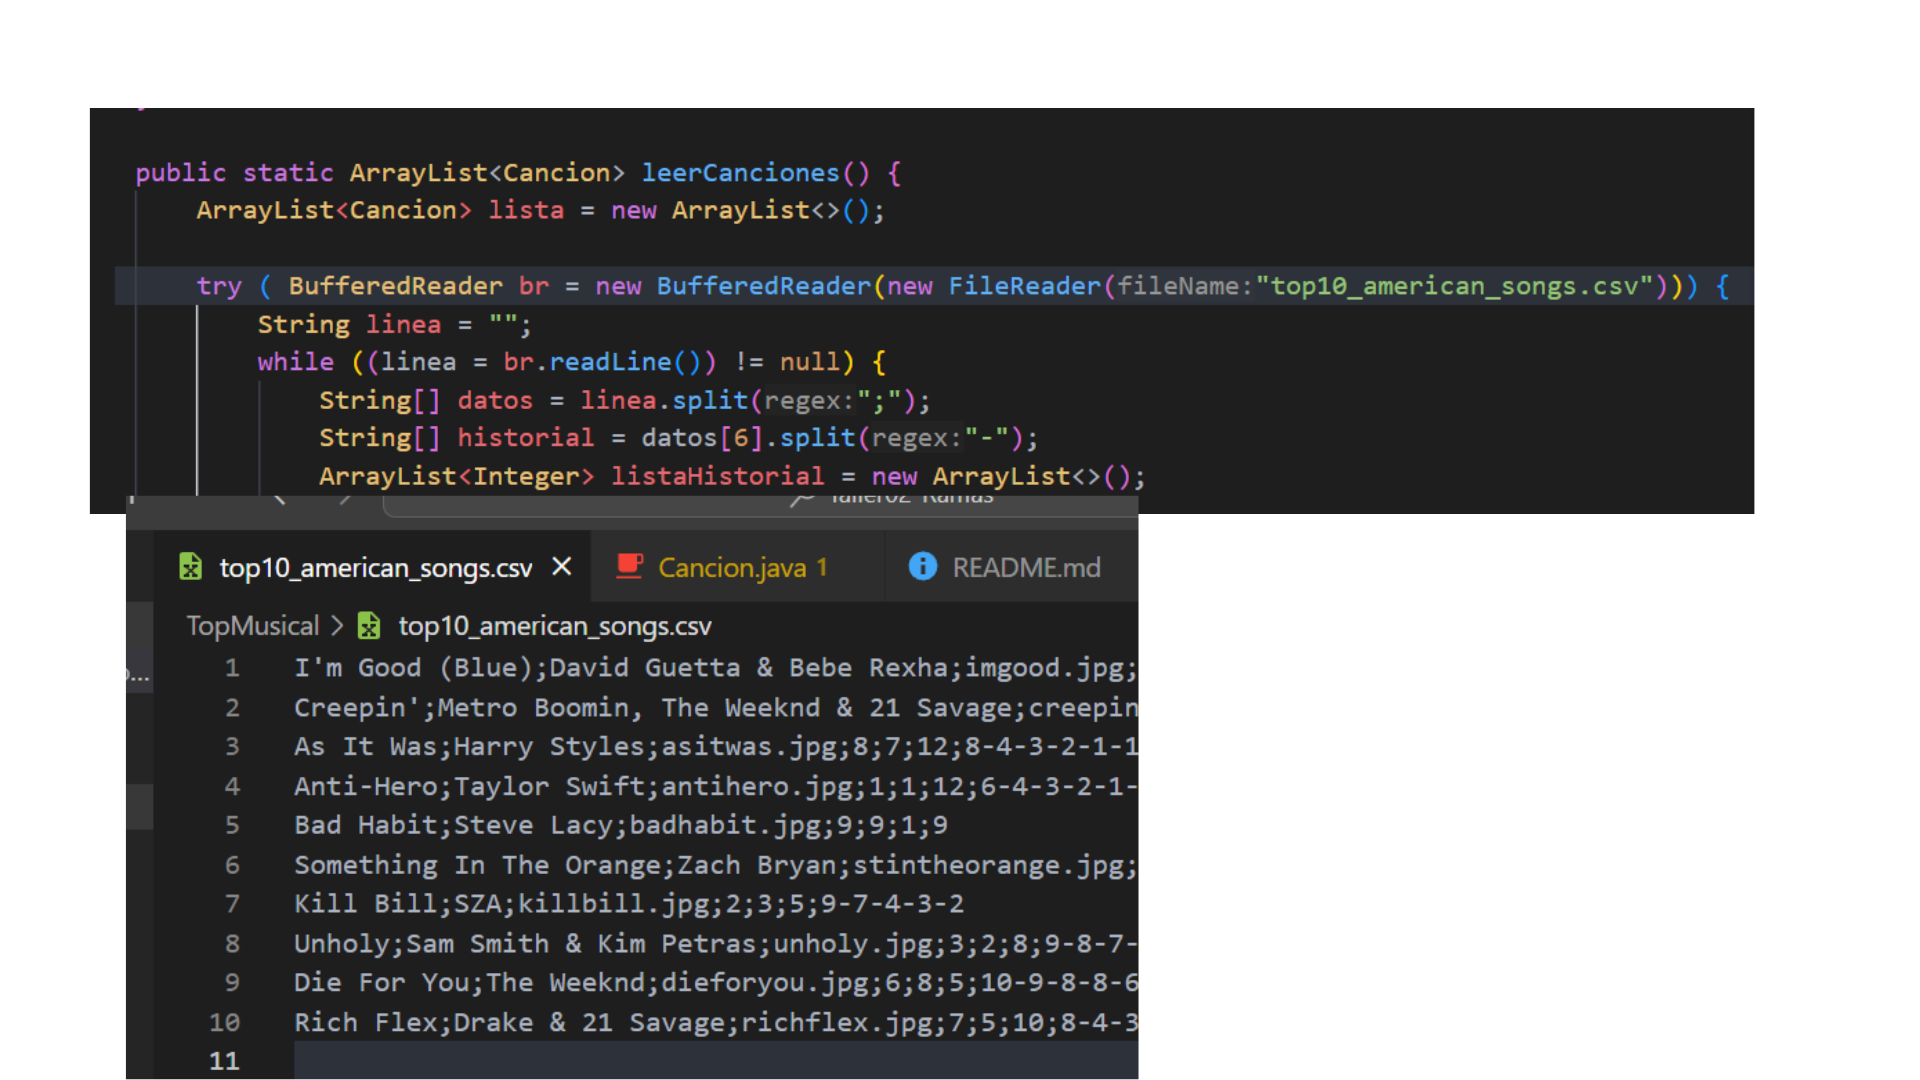 public static ArrayList<Cancion> leerCanciones() {
ArrayList<Cancion> lista = new ArrayList<>();
try ( BufferedReader br = new BufferedReader(new FileReader(fileName:"top10_american_songs.csv"))) {
String linea = "";
while ((linea = br.readLine()) != null) {
String[] datos = linea.split(regex:";");
String[] historial = datos[6].split(regex:"-");
ArrayList<Integer> listaHistorial = new ArrayList<>();
Taller02-Ramas
top10_american_songs.csv × Cancion.java 1 README.md
TopMusical > top10_american_songs.csv
1 I'm Good (Blue);David Guetta & Bebe Rexha;imgood.jpg;
2 Creepin';Metro Boomin, The Weeknd & 21 Savage;creepin
3 As It Was;Harry Styles;asitwas.jpg;8;7;12;8-4-3-2-1-1
4 Anti-Hero;Taylor Swift;antihero.jpg;1;1;12;6-4-3-2-1-
5 Bad Habit;Steve Lacy;badhabit.jpg;9;9;1;9
6 Something In The Orange;Zach Bryan;stintheorange.jpg;
7 Kill Bill;SZA;killbill.jpg;2;3;5;9-7-4-3-2
8 Unholy;Sam Smith & Kim Petras;unholy.jpg;3;2;8;9-8-7-
9 Die For You;The Weeknd;dieforyou.jpg;6;8;5;10-9-8-8-6
10 Rich Flex;Drake & 21 Savage;richflex.jpg;7;5;10;8-4-3
11